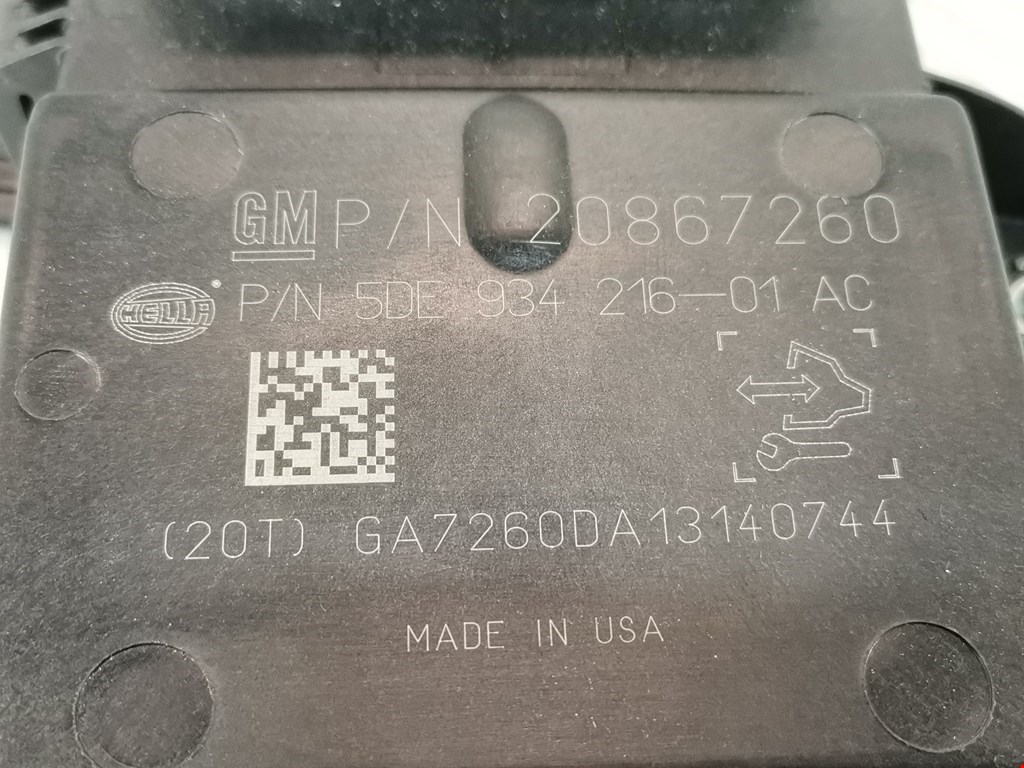 GM P/N 20867260
HELLA P/N 5DE 934 216-01 AC
(20T) GA7260DA13140744
MADE IN USA